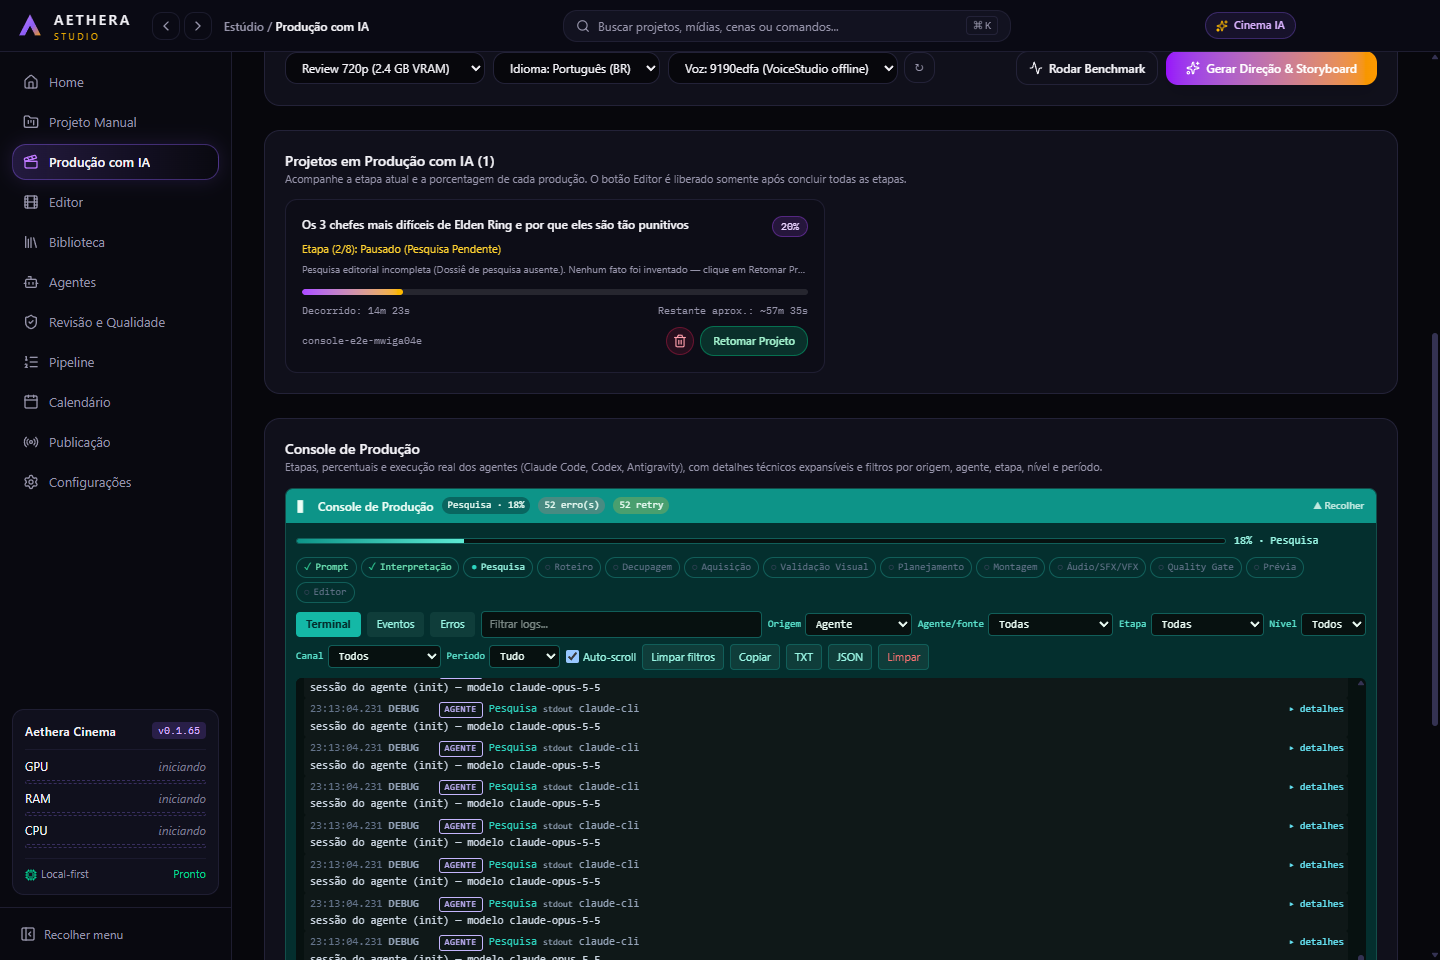 AETHERA
STUDIO
Estúdio / Produção com IA
Buscar projetos, mídias, cenas ou comandos...
⌘ K
Cinema IA
Home
Projeto Manual
Produção com IA
Editor
Biblioteca
Agentes
Revisão e Qualidade
Pipeline
Calendário
Publicação
Configurações
Aethera Cinema v0.1.65
GPU iniciando
RAM iniciando
CPU iniciando
Local-first Pronto
Recolher menu
Review 720p (2.4 GB VRAM)
Idioma: Português (BR)
Voz: 9190edfa (VoiceStudio offline)
↻
Rodar Benchmark
Gerar Direção & Storyboard
Projetos em Produção com IA (1)
Acompanhe a etapa atual e a porcentagem de cada produção. O botão Editor é liberado somente após concluir todas as etapas.
Os 3 chefes mais difíceis de Elden Ring e por que eles são tão punitivos 20%
Etapa (2/8): Pausado (Pesquisa Pendente)
Pesquisa editorial incompleta (Dossiê de pesquisa ausente.). Nenhum fato foi inventado — clique em Retomar Pr...
Decorrido: 14m 23s Restante aprox.: ~57m 35s
console-e2e-mwiga04e
Retomar Projeto
Console de Produção
Etapas, percentuais e execução real dos agentes (Claude Code, Codex, Antigravity), com detalhes técnicos expansíveis e filtros por origem, agente, etapa, nível e período.
Console de Produção Pesquisa · 18% 52 erro(s) 52 retry ▲ Recolher
18% · Pesquisa
✓ Prompt ✓ Interpretação ● Pesquisa ○ Roteiro ○ Decupagem ○ Aquisição ○ Validação Visual ○ Planejamento ○ Montagem ○ Áudio/SFX/VFX ○ Quality Gate ○ Prévia
○ Editor
Terminal Eventos Erros Filtrar logs... Origem Agente Agente/fonte Todas Etapa Todas Nível Todos
Canal Todos Período Tudo Auto-scroll Limpar filtros Copiar TXT JSON Limpar
sessão do agente (init) — modelo claude-opus-5-5
23:13:04.231 DEBUG AGENTE Pesquisa stdout claude-cli ▸ detalhes
sessão do agente (init) — modelo claude-opus-5-5
23:13:04.231 DEBUG AGENTE Pesquisa stdout claude-cli ▸ detalhes
sessão do agente (init) — modelo claude-opus-5-5
23:13:04.231 DEBUG AGENTE Pesquisa stdout claude-cli ▸ detalhes
sessão do agente (init) — modelo claude-opus-5-5
23:13:04.231 DEBUG AGENTE Pesquisa stdout claude-cli ▸ detalhes
sessão do agente (init) — modelo claude-opus-5-5
23:13:04.231 DEBUG AGENTE Pesquisa stdout claude-cli ▸ detalhes
sessão do agente (init) — modelo claude-opus-5-5
23:13:04.231 DEBUG AGENTE Pesquisa stdout claude-cli ▸ detalhes
sessão do agente (init) — modelo claude-opus-5-5
23:13:04.231 DEBUG AGENTE Pesquisa stdout claude-cli ▸ detalhes
sessão do agente (init) — modelo claude-opus-5-5